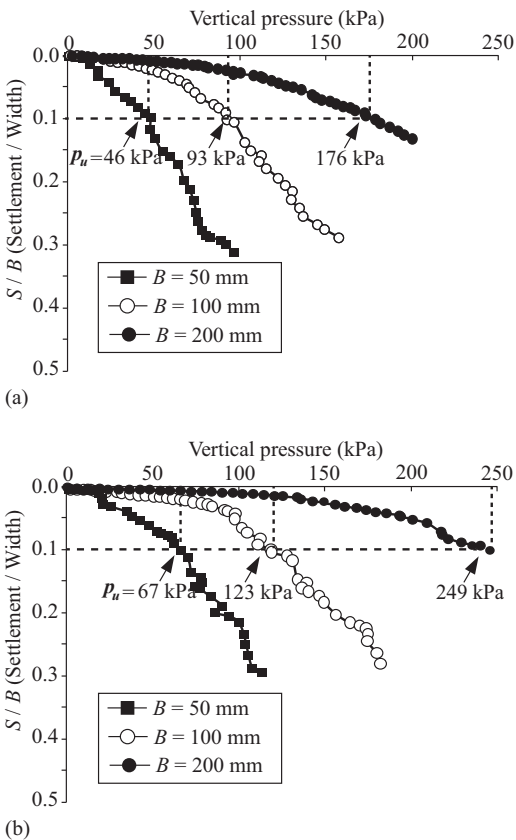 Vertical pressure (kPa)
0 50 100 150 200 250
0.0
0.1
0.2
0.3
0.4
0.5
S / B (Settlement / Width)
pu=46 kPa 93 kPa 176 kPa
B = 50 mm
B = 100 mm
B = 200 mm
(a)
Vertical pressure (kPa)
0 50 100 150 200 250
0.0
0.1
0.2
0.3
0.4
0.5
S / B (Settlement / Width)
pu=67 kPa 123 kPa 249 kPa
B = 50 mm
B = 100 mm
B = 200 mm
(b)